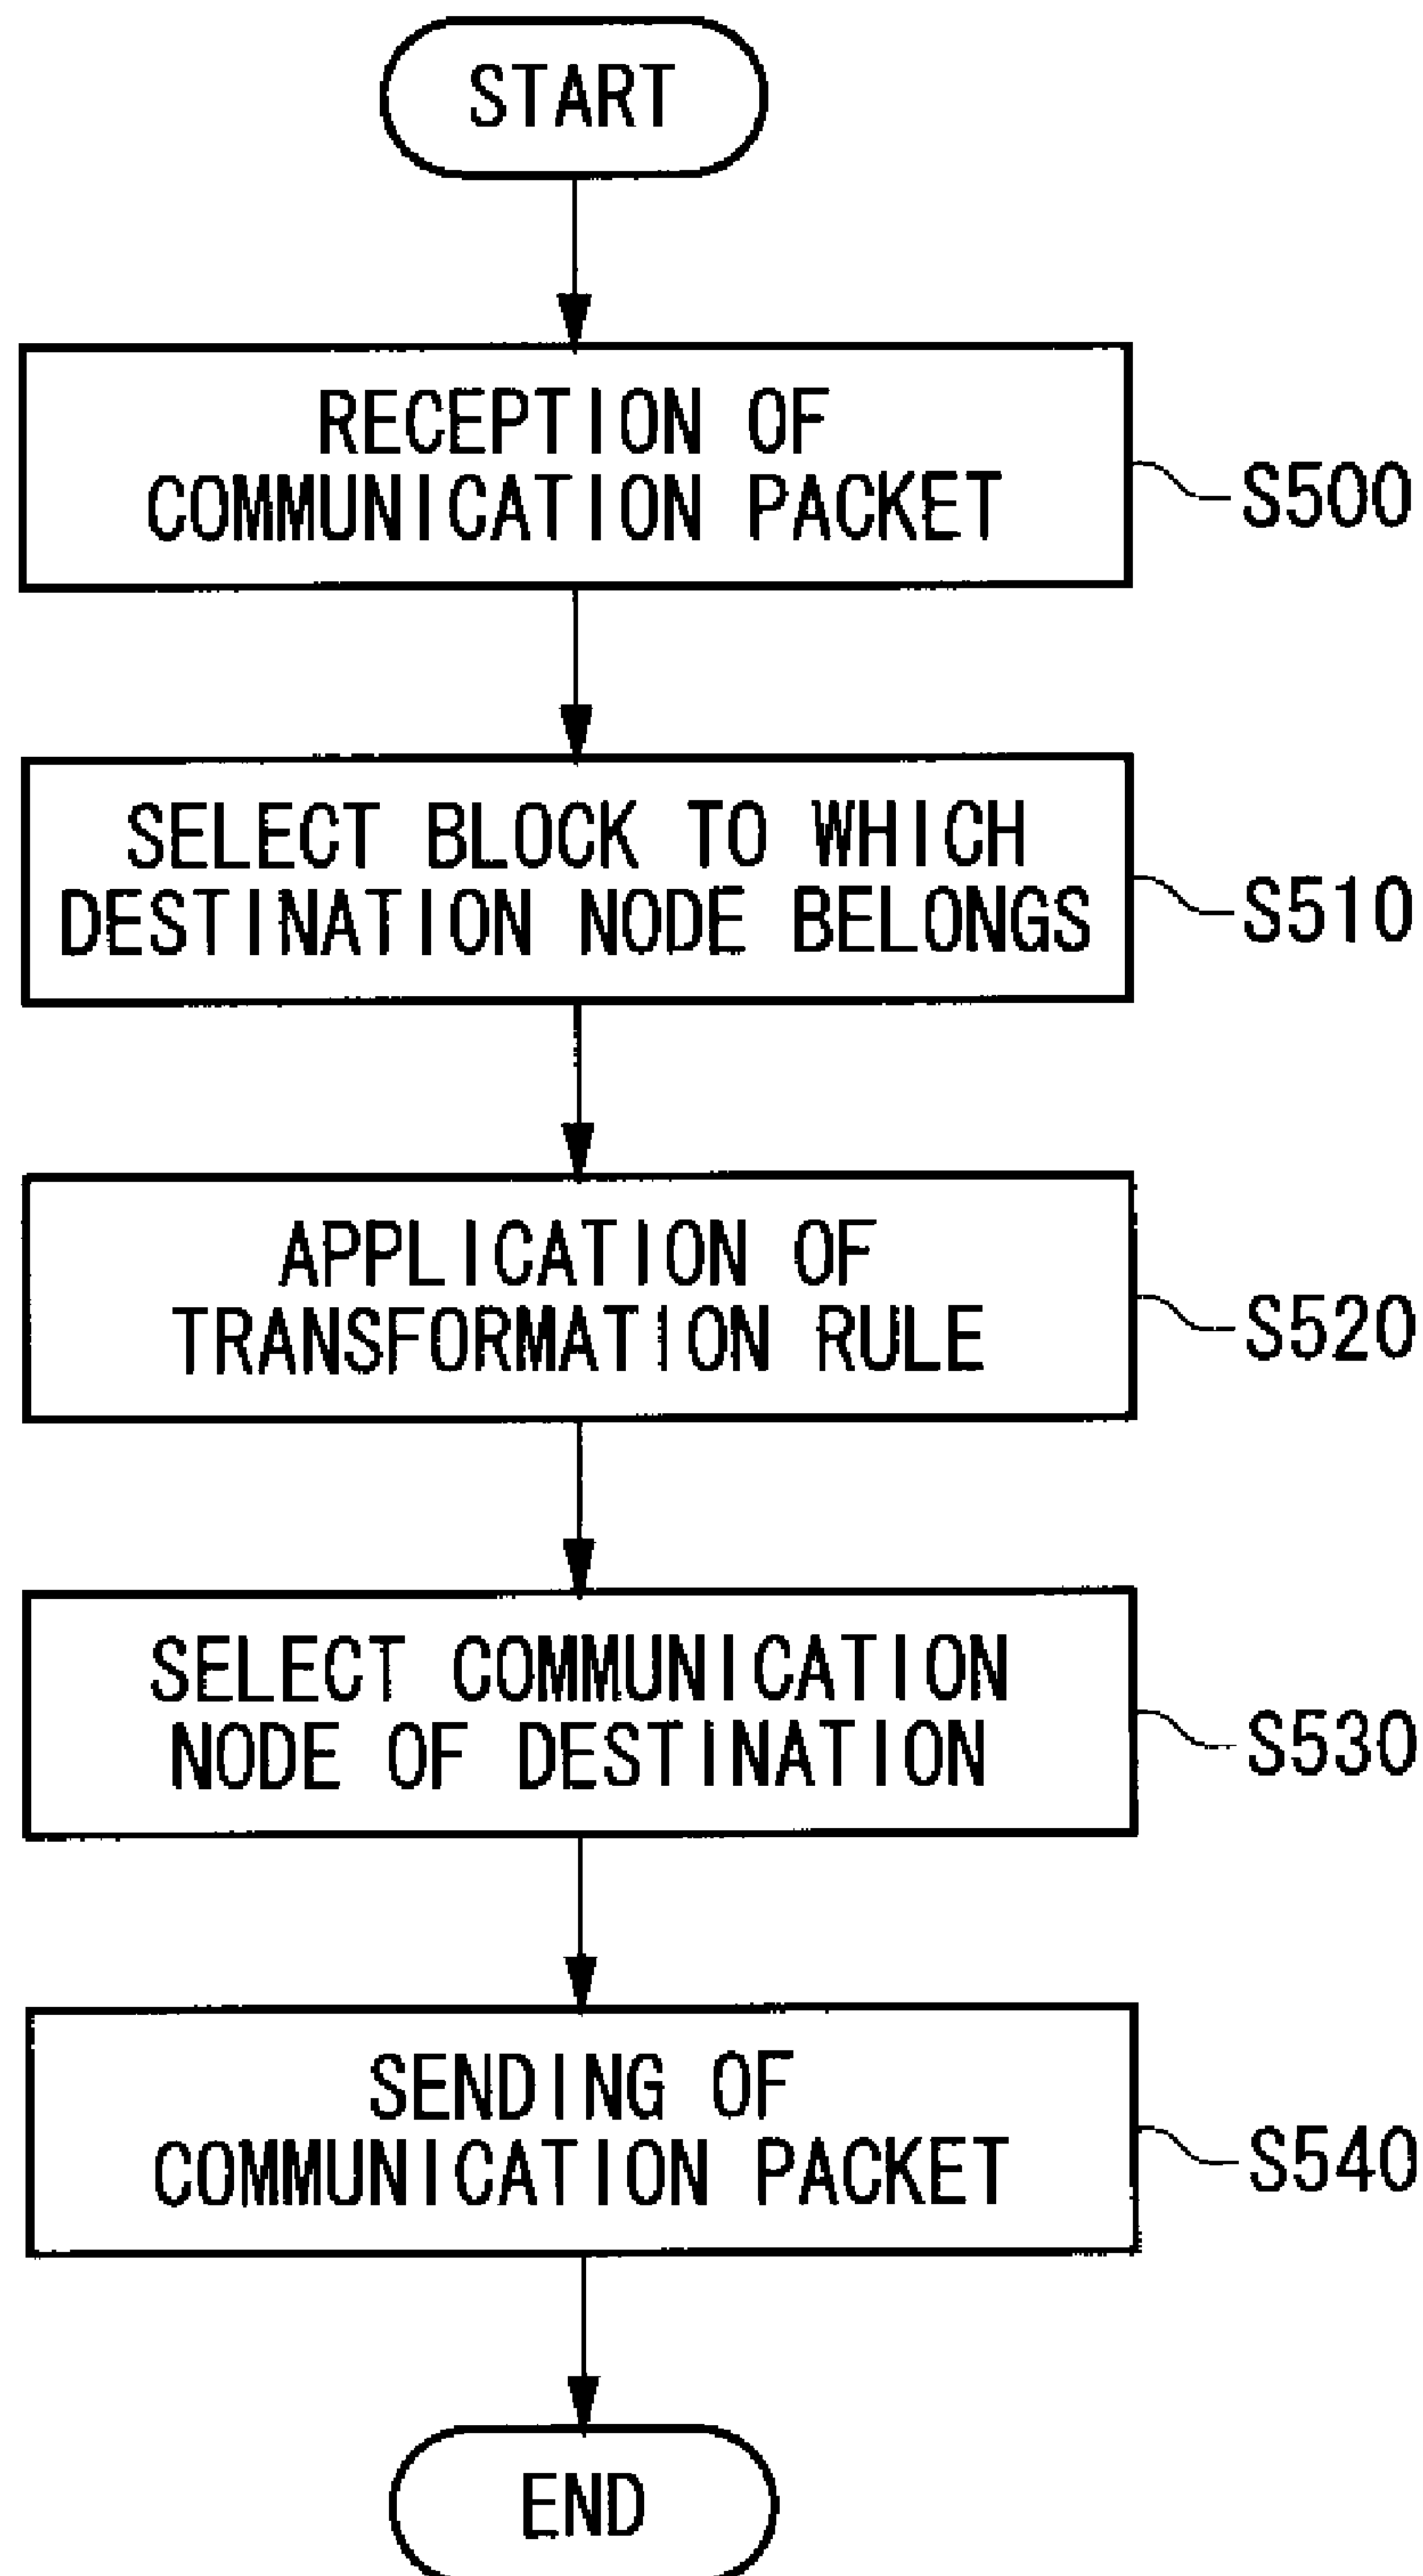 START
RECEPTION OF
COMMUNICATION PACKET
S500
SELECT BLOCK TO WHICH
DESTINATION NODE BELONGS
S510
APPLICATION OF
TRANSFORMATION RULE
S520
SELECT COMMUNICATION
NODE OF DESTINATION
S530
SENDING OF
COMMUNICATION PACKET
S540
END